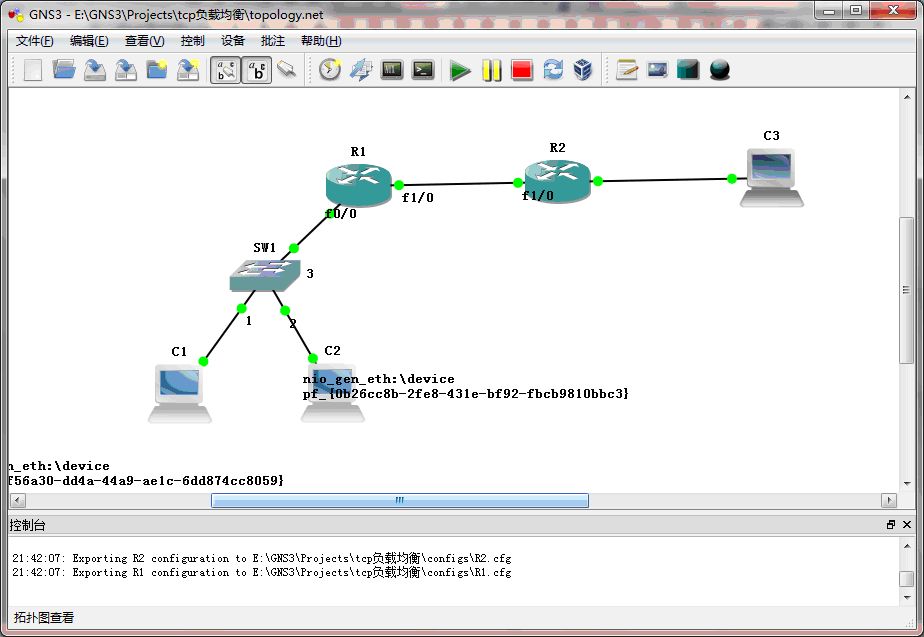 GNS3 - E:\GNS3\Projects\tcp负载均衡\topology.net
文件(F) 编辑(E) 查看(V) 控制 设备 批注 帮助(H)
C3
R2
R1
f1/0
f1/0
f0/0
SW1
3
1
2
C1
C2
nio_gen_eth:\device
pf_{0b26cc8b-2fe8-431e-bf92-fbcb9810bbc3}
n_eth:\device
f56a30-dd4a-44a9-ae1c-6dd874cc8059}
控制台
21:42:07: Exporting R2 configuration to E:\GNS3\Projects\tcp负载均衡\configs\R2.cfg
21:42:07: Exporting R1 configuration to E:\GNS3\Projects\tcp负载均衡\configs\R1.cfg
拓扑图查看